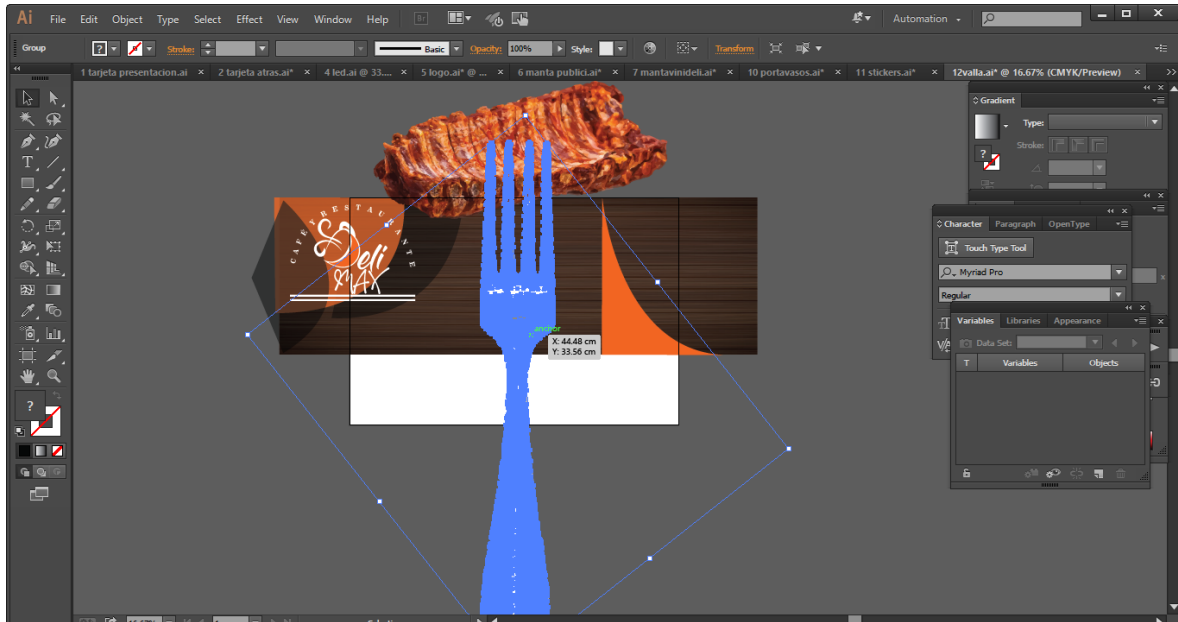 Ai File Edit Object Type Select Effect View Window Help Br Automation
Group ? Stroke: Basic Opacity: 100% Style: Transform
1 tarjeta presentacion.ai × 2 tarjeta atras.ai* × 4 led.ai @ 33.... × 5 logo.ai* @ ... × 6 manta publici.ai* × 7 mantavinideli.ai* × 10 portavasos.ai* × 11 stickers.ai* × 12valla.ai* @ 16.67% (CMYK/Preview) ×
Gradient
Type:
Stroke:
?
Character Paragraph OpenType
Touch Type Tool
Myriad Pro
Regular
Variables Libraries Appearance
Data Set:
T Variables Objects
CAFE Y RESTAURANTE
Deli
MAX
anchor
X: 44.48 cm
Y: 33.56 cm
?